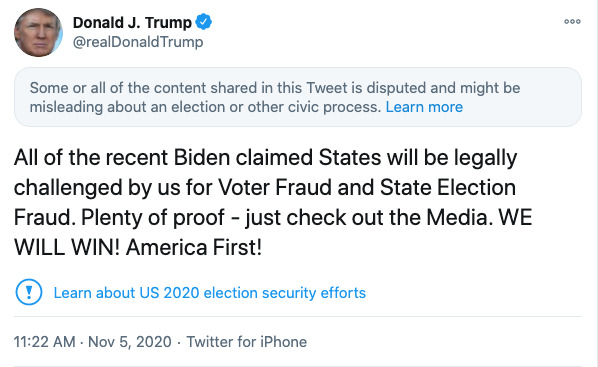 Donald J. Trump
@realDonaldTrump
Some or all of the content shared in this Tweet is disputed and might be
misleading about an election or other civic process. Learn more
All of the recent Biden claimed States will be legally
challenged by us for Voter Fraud and State Election
Fraud. Plenty of proof - just check out the Media. WE
WILL WIN! America First!
Learn about US 2020 election security efforts
11:22 AM · Nov 5, 2020 · Twitter for iPhone